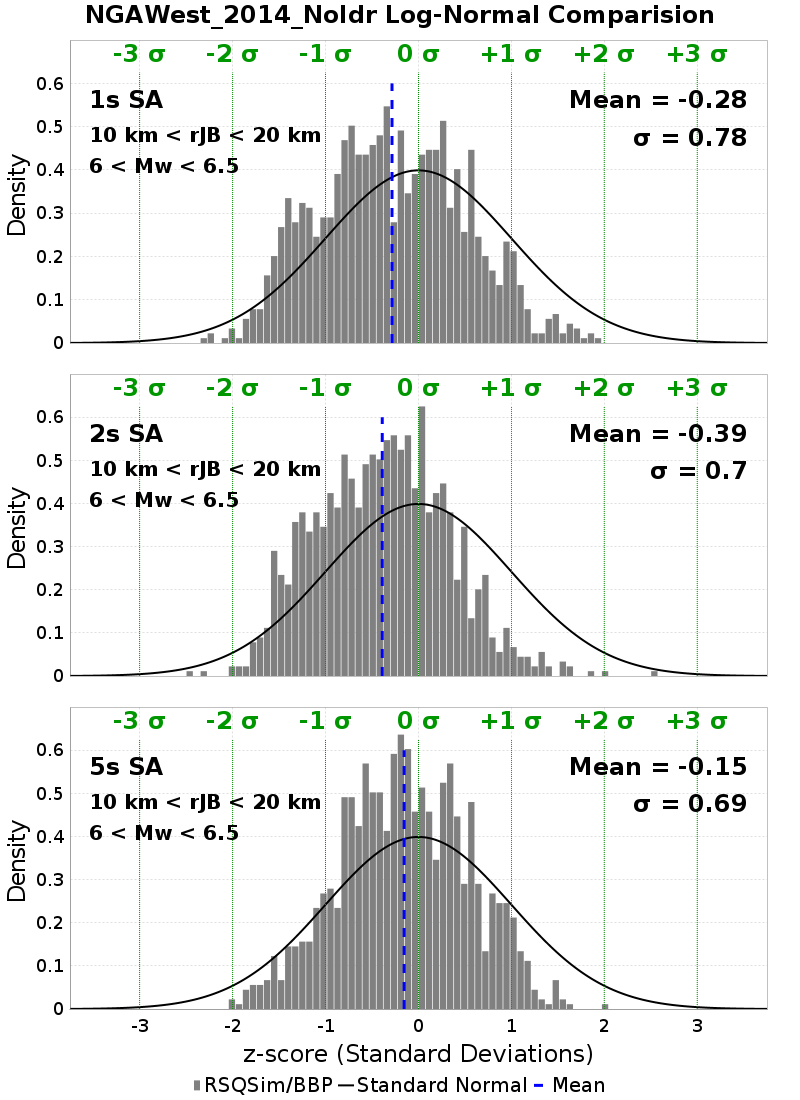 NGAWest_2014_NoIdr Log-Normal Comparision
-3 σ -2 σ -1 σ 0 σ +1 σ +2 σ +3 σ
1s SA
Mean = -0.28
10 km < rJB < 20 km
σ = 0.78
6 < Mw < 6.5
Density
0.6
0.5
0.4
0.3
0.2
0.1
0
-3 σ -2 σ -1 σ 0 σ +1 σ +2 σ +3 σ
2s SA
Mean = -0.39
10 km < rJB < 20 km
σ = 0.7
6 < Mw < 6.5
Density
0.6
0.5
0.4
0.3
0.2
0.1
0
-3 σ -2 σ -1 σ 0 σ +1 σ +2 σ +3 σ
5s SA
Mean = -0.15
10 km < rJB < 20 km
σ = 0.69
6 < Mw < 6.5
Density
0.6
0.5
0.4
0.3
0.2
0.1
0
-3 -2 -1 0 1 2 3
z-score (Standard Deviations)
RSQSim/BBP Standard Normal Mean